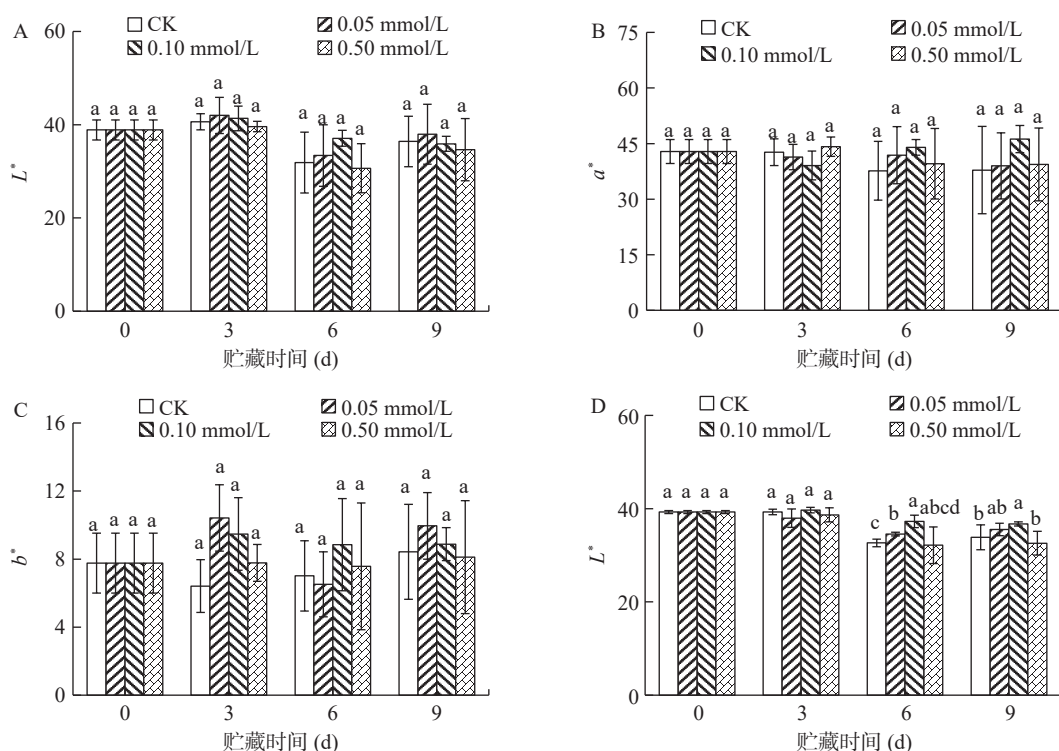 A
CK
0.05 mmol/L
0.10 mmol/L
0.50 mmol/L
60
40
20
0
L*
a a a a
a a a a
a a a a
a a a a
0 3 6 9
贮藏时间 (d)
B
CK
0.05 mmol/L
0.10 mmol/L
0.50 mmol/L
75
60
45
30
15
0
a*
a a a a
a a a a
a a a a
a a a a
0 3 6 9
贮藏时间 (d)
C
CK
0.05 mmol/L
0.10 mmol/L
0.50 mmol/L
16
12
8
4
0
b*
a a a a
a a a a
a a a a
a a a a
0 3 6 9
贮藏时间 (d)
D
CK
0.05 mmol/L
0.10 mmol/L
0.50 mmol/L
60
40
20
0
L*
a a a a
a a a a
c b a abcd
b ab a b
0 3 6 9
贮藏时间 (d)